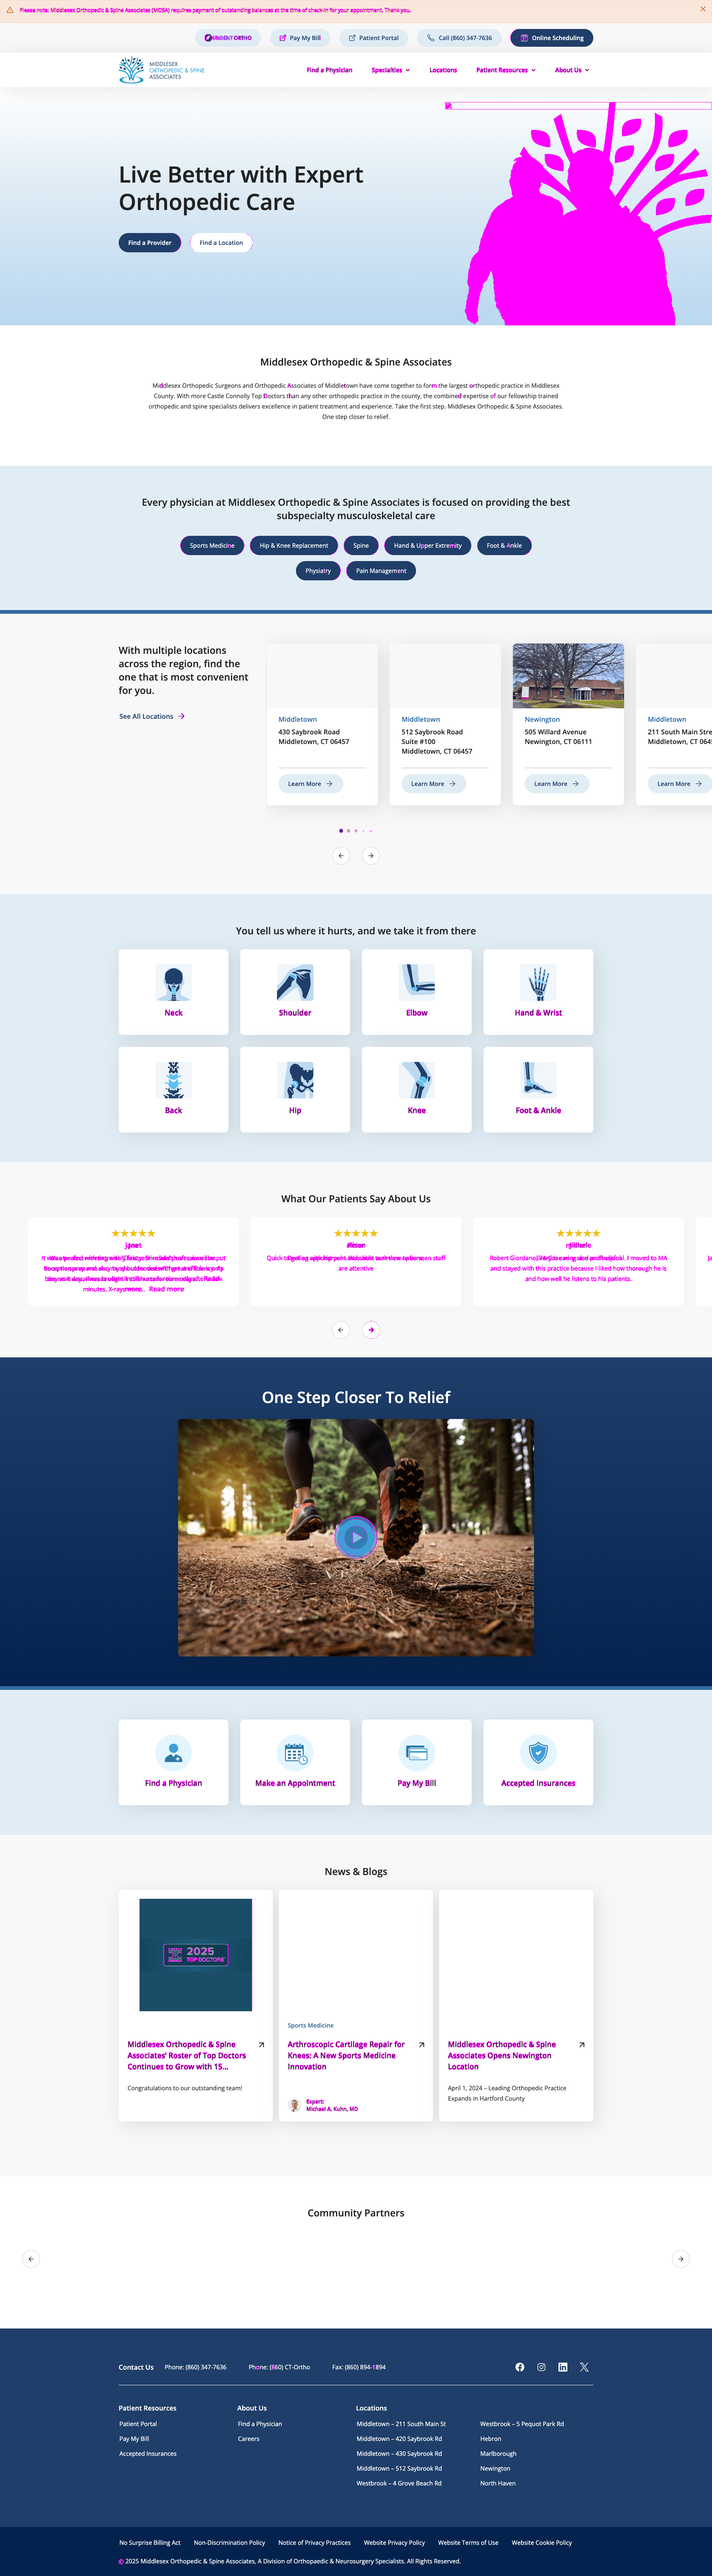 Please note: Middlesex Orthopedic & Spine Associates (MOSA) requires payment of outstanding balances at the time of check-in for your appointment. Thank you.
ORTHO
Pay My Bill
Patient Portal
Call (860) 347-7636
Online Scheduling
MIDDLESEX
ORTHOPEDIC & SPINE
ASSOCIATES
Find a Physician
Specialties
Locations
Patient Resources
About Us
Live Better with Expert
Orthopedic Care
Find a Provider
Find a Location
Middlesex Orthopedic & Spine Associates
Middlesex Orthopedic Surgeons and Orthopedic Associates of Middletown have come together to form the largest orthopedic practice in Middlesex
County. With more Castle Connolly Top Doctors than any other orthopedic practice in the county, the combined expertise of our fellowship trained
orthopedic and spine specialists delivers excellence in patient treatment and experience. Take the first step. Middlesex Orthopedic & Spine Associates.
One step closer to relief.
Every physician at Middlesex Orthopedic & Spine Associates is focused on providing the best
subspecialty musculoskeletal care
Sports Medicine
Hip & Knee Replacement
Spine
Hand & Upper Extremity
Foot & Ankle
Physiatry
Pain Management
With multiple locations
across the region, find the
one that is most convenient
for you.
See All Locations
Middletown
430 Saybrook Road
Middletown, CT 06457
Learn More
Middletown
512 Saybrook Road
Suite #100
Middletown, CT 06457
Learn More
Newington
505 Willard Avenue
Newington, CT 06111
Learn More
Middletown
211 South Main Stre
Middletown, CT 0645
Learn More
You tell us where it hurts, and we take it from there
Neck
Shoulder
Elbow
Hand & Wrist
Back
Hip
Knee
Foot & Ankle
What Our Patients Say About Us
Read more
are attentive
and stayed with this practice because I liked how thorough he is
and how well he listens to his patients.
One Step Closer To Relief
Find a Physician
Make an Appointment
Pay My Bill
Accepted Insurances
News & Blogs
2025
TOP DOCTORS
Middlesex Orthopedic & Spine
Associates' Roster of Top Doctors
Continues to Grow with 15...
Congratulations to our outstanding team!
Sports Medicine
Arthroscopic Cartilage Repair for
Knees: A New Sports Medicine
Innovation
Expert:
Michael A. Kuhn, MD
Middlesex Orthopedic & Spine
Associates Opens Newington
Location
April 1, 2024 – Leading Orthopedic Practice
Expands in Hartford County
Community Partners
Contact Us
Phone: (860) 347-7636
Phone: (860) CT-Ortho
Fax: (860) 894-1894
Patient Resources
Patient Portal
Pay My Bill
Accepted Insurances
About Us
Find a Physician
Careers
Locations
Middletown – 211 South Main St
Middletown – 420 Saybrook Rd
Middletown – 430 Saybrook Rd
Middletown – 512 Saybrook Rd
Westbrook – 4 Grove Beach Rd
Westbrook – 5 Pequot Park Rd
Hebron
Marlborough
Newington
North Haven
No Surprise Billing Act
Non-Discrimination Policy
Notice of Privacy Practices
Website Privacy Policy
Website Terms of Use
Website Cookie Policy
© 2025 Middlesex Orthopedic & Spine Associates, A Division of Orthopaedic & Neurosurgery Specialists. All Rights Reserved.